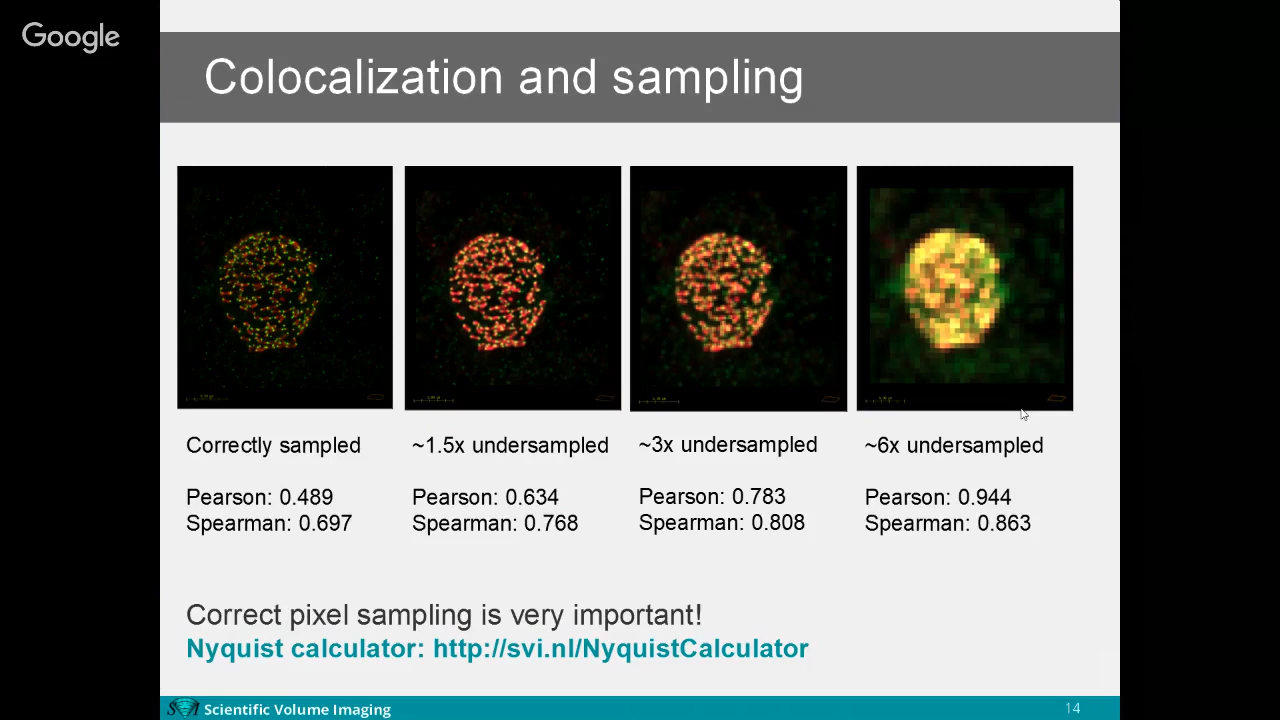 Google
Colocalization and sampling
Correctly sampled
Pearson: 0.489
Spearman: 0.697
~1.5x undersampled
Pearson: 0.634
Spearman: 0.768
~3x undersampled
Pearson: 0.783
Spearman: 0.808
~6x undersampled
Pearson: 0.944
Spearman: 0.863
Correct pixel sampling is very important!
Nyquist calculator: http://svi.nl/NyquistCalculator
SVI Scientific Volume Imaging
14